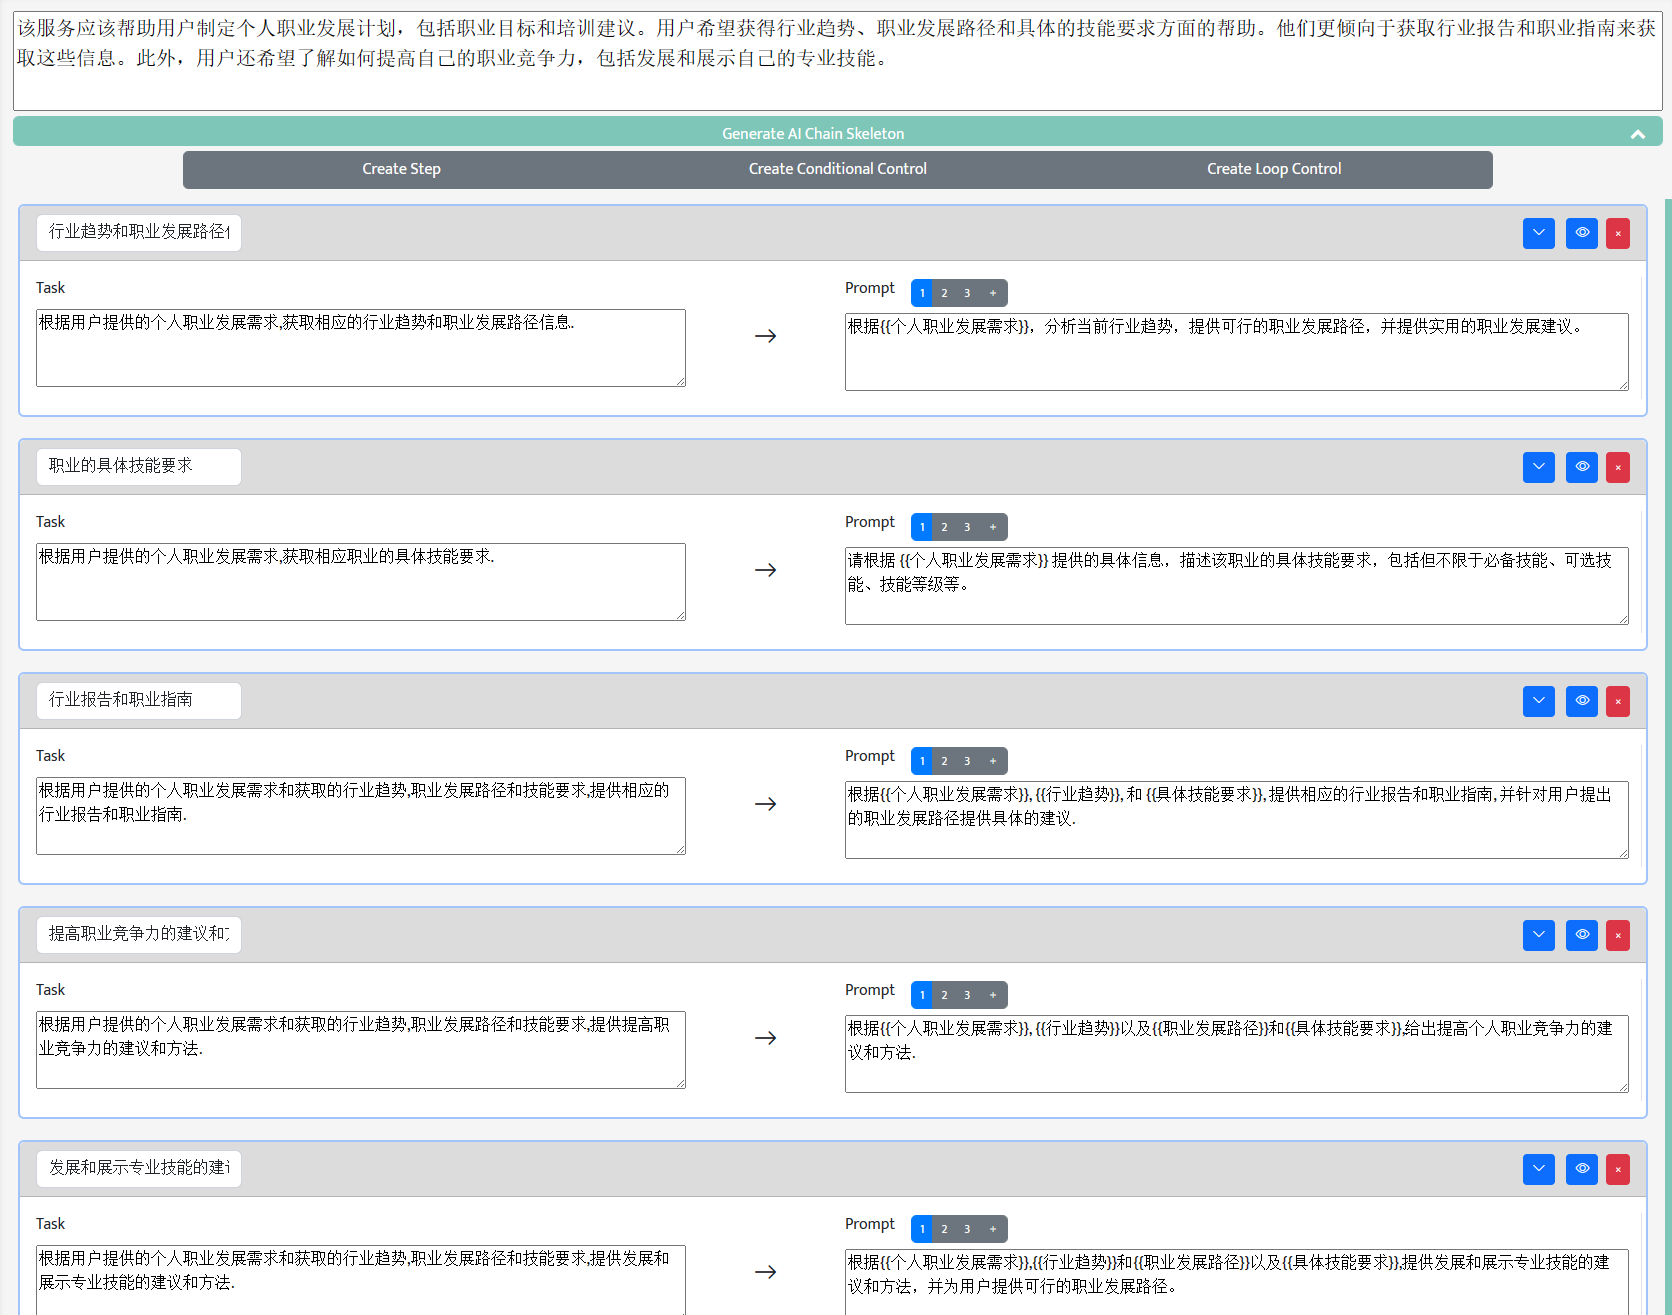 该服务应该帮助用户制定个人职业发展计划，包括职业目标和培训建议。用户希望获得行业趋势、职业发展路径和具体的技能要求方面的帮助。他们更倾向于获取行业报告和职业指南来获
取这些信息。此外，用户还希望了解如何提高自己的职业竞争力，包括发展和展示自己的专业技能。
Generate AI Chain Skeleton
Create Step Create Conditional Control Create Loop Control
行业趋势和职业发展路径
Task
Prompt 1 2 3 +
根据用户提供的个人职业发展需求,获取相应的行业趋势和职业发展路径信息.
根据{{个人职业发展需求}}，分析当前行业趋势，提供可行的职业发展路径，并提供实用的职业发展建议。
职业的具体技能要求
Task
Prompt 1 2 3 +
根据用户提供的个人职业发展需求,获取相应职业的具体技能要求.
请根据 {{个人职业发展需求}} 提供的具体信息，描述该职业的具体技能要求，包括但不限于必备技能、可选技
能、技能等级等。
行业报告和职业指南
Task
Prompt 1 2 3 +
根据用户提供的个人职业发展需求和获取的行业趋势,职业发展路径和技能要求,提供相应的
行业报告和职业指南.
根据{{个人职业发展需求}}, {{行业趋势}}, 和 {{具体技能要求}}, 提供相应的行业报告和职业指南, 并针对用户提出
的职业发展路径提供具体的建议.
提高职业竞争力的建议和
Task
Prompt 1 2 3 +
根据用户提供的个人职业发展需求和获取的行业趋势,职业发展路径和技能要求,提供提高职
业竞争力的建议和方法.
根据{{个人职业发展需求}}, {{行业趋势}}以及{{职业发展路径}}和{{具体技能要求}},给出提高个人职业竞争力的建
议和方法.
发展和展示专业技能的建
Task
Prompt 1 2 3 +
根据用户提供的个人职业发展需求和获取的行业趋势,职业发展路径和技能要求,提供发展和
展示专业技能的建议和方法.
根据{{个人职业发展需求}},{{行业趋势}}和{{职业发展路径}}以及{{具体技能要求}},提供发展和展示专业技能的建
议和方法，并为用户提供可行的职业发展路径。